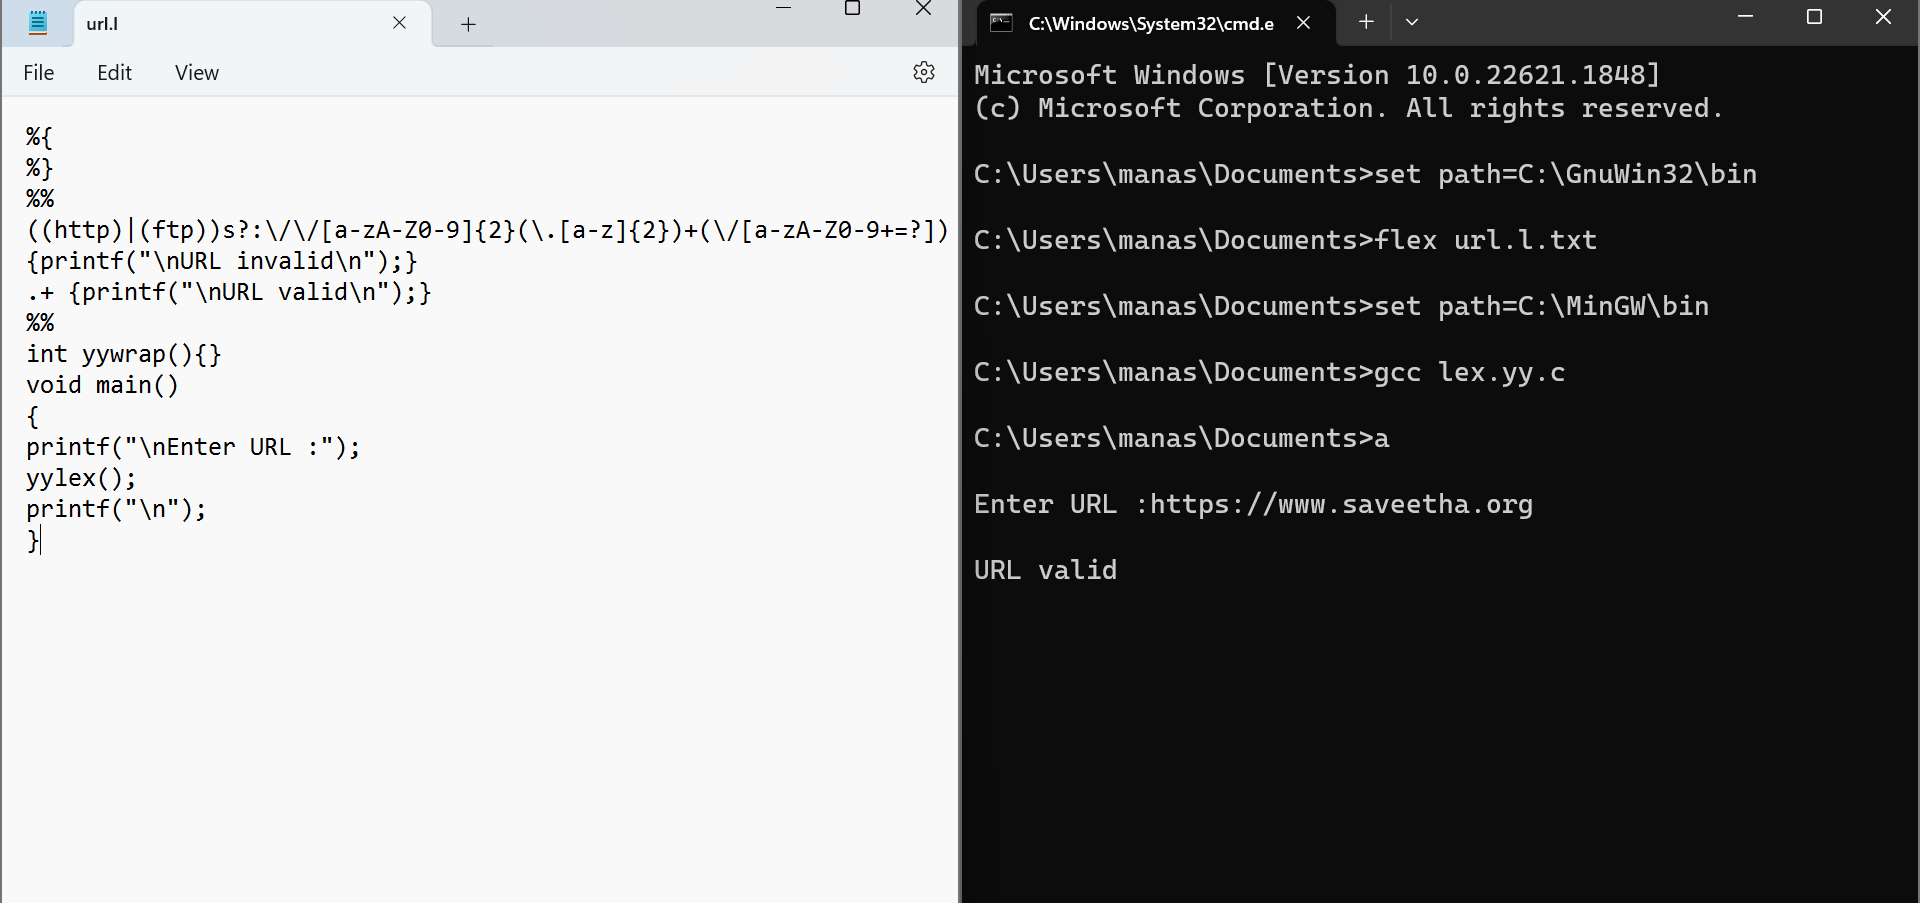 url.l
File Edit View
%{
%}
%%
((http)|(ftp))s?:\/\/[a-zA-Z0-9]{2}(\.[a-z]{2})+(\/[a-zA-Z0-9+=?])
{printf("\nURL invalid\n");}
.+ {printf("\nURL valid\n");}
%%
int yywrap(){}
void main()
{
printf("\nEnter URL :");
yylex();
printf("\n");
}
C:\Windows\System32\cmd.e
Microsoft Windows [Version 10.0.22621.1848]
(c) Microsoft Corporation. All rights reserved.
C:\Users\manas\Documents>set path=C:\GnuWin32\bin
C:\Users\manas\Documents>flex url.l.txt
C:\Users\manas\Documents>set path=C:\MinGW\bin
C:\Users\manas\Documents>gcc lex.yy.c
C:\Users\manas\Documents>a
Enter URL :https://www.saveetha.org
URL valid